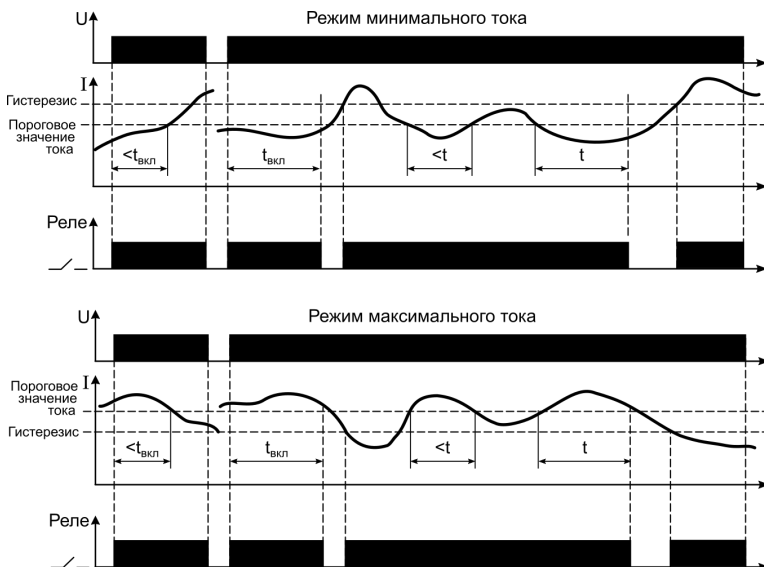 Режим минимального тока
U
I
Гистерезис
Пороговое
значение
тока
<tвкл
tвкл
<t
t
Реле
Режим максимального тока
U
I
Пороговое
значение
тока
Гистерезис
<tвкл
tвкл
<t
t
Реле